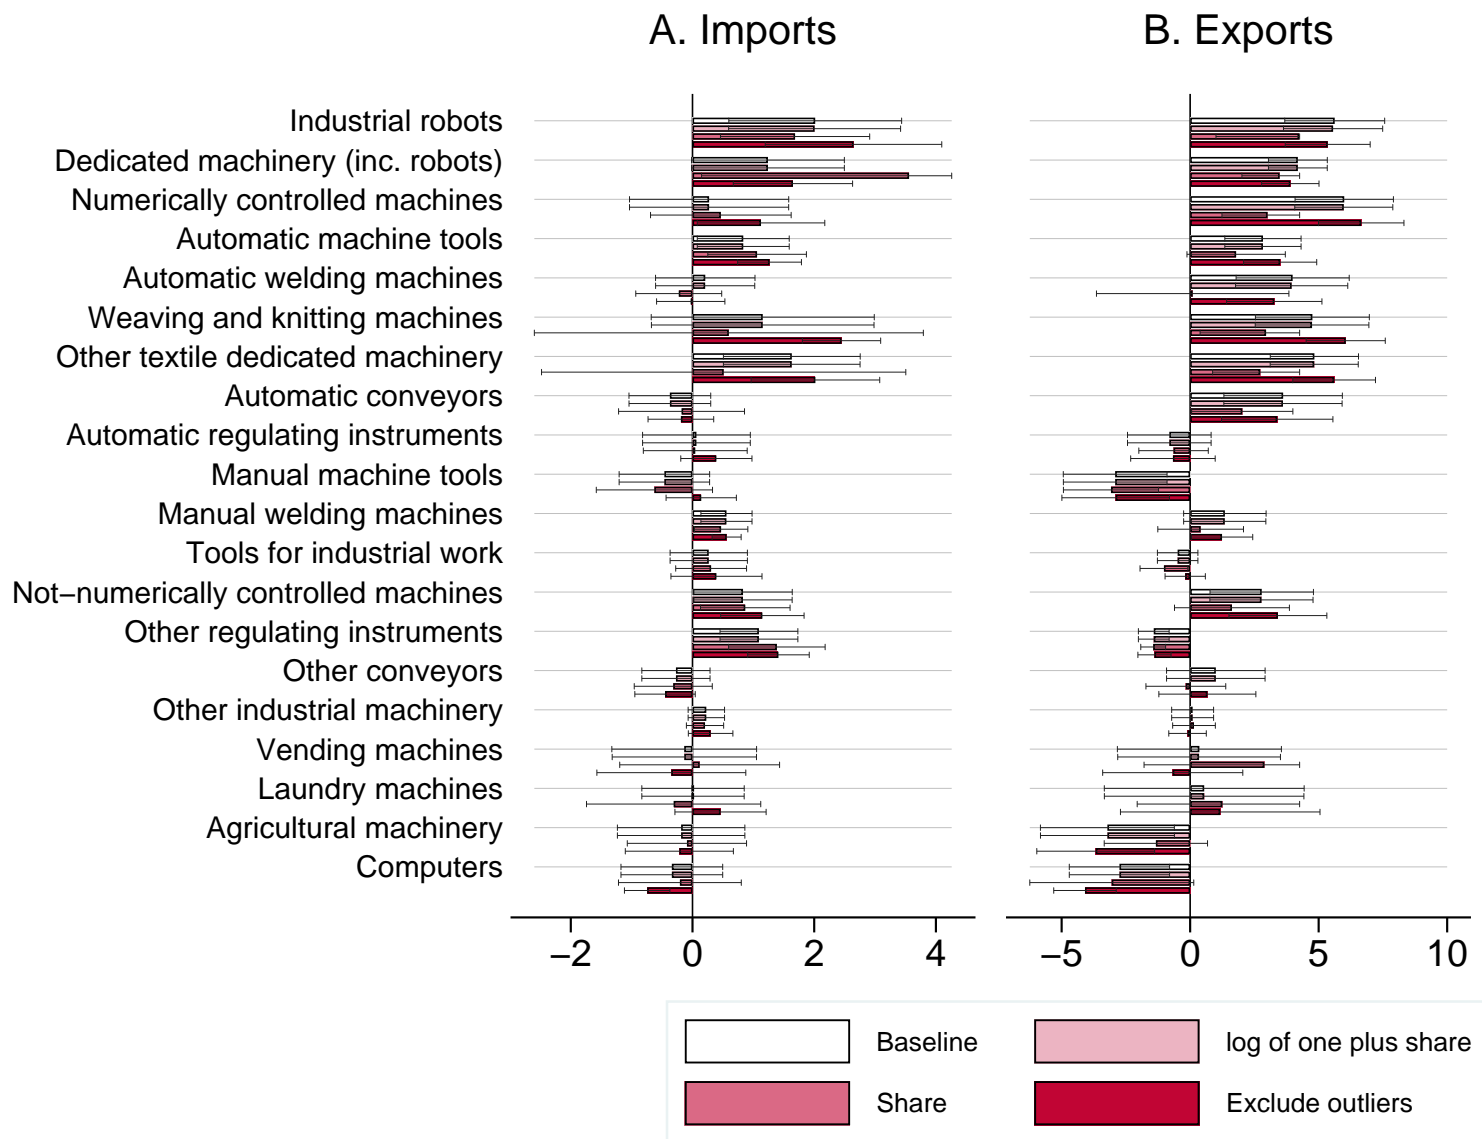 A. Imports
B. Exports
Industrial robots
Dedicated machinery (inc. robots)
Numerically controlled machines
Automatic machine tools
Automatic welding machines
Weaving and knitting machines
Other textile dedicated machinery
Automatic conveyors
Automatic regulating instruments
Manual machine tools
Manual welding machines
Tools for industrial work
Not−numerically controlled machines
Other regulating instruments
Other conveyors
Other industrial machinery
Vending machines
Laundry machines
Agricultural machinery
Computers
−2 0 2 4
−5 0 5 10
Baseline
log of one plus share
Share
Exclude outliers